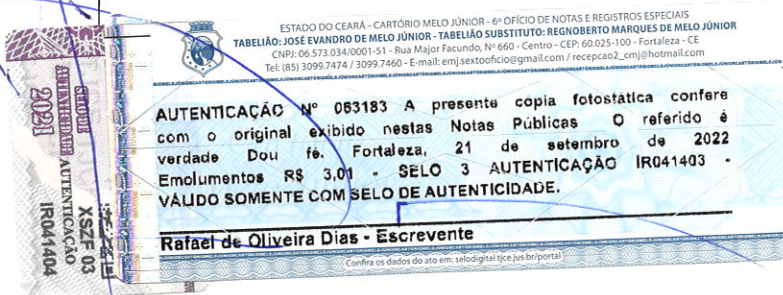 ESTADO DO CEARÁ - CARTÓRIO MELO JÚNIOR - 6º OFÍCIO DE NOTAS E REGISTROS ESPECIAIS
TABELIÃO: JOSÉ EVANDRO DE MELO JÚNIOR - TABELIÃO SUBSTITUTO: REGNOBERTO MARQUES DE MELO JÚNIOR
CNPJ: 06.573.034/0001-51 - Rua Major Facundo, Nº 660 - Centro - CEP: 60.025-100 - Fortaleza - CE
Tel: (85) 3099.7474 / 3099.7460 - E-mail: emj.sextooficio@gmail.com / recepcao2_cmj@hotmail.com
AUTENTICAÇÃO Nº 063183 A presente cópia fotostática confere
com o original exibido nestas Notas Públicas O referido é
verdade Dou fé. Fortaleza, 21 de setembro de 2022
Emolumentos R$ 3,01 - SELO 3 AUTENTICAÇÃO IR041403 -
VÁLIDO SOMENTE COM SELO DE AUTENTICIDADE.
Rafael de Oliveira Dias - Escrevente
Confira os dados do ato em: selodigital.tjce.jus.br/portal
SELO DE
AUTENTICIDADE
2021
AUTENTICAÇÃO
XSZF 03
IR041404